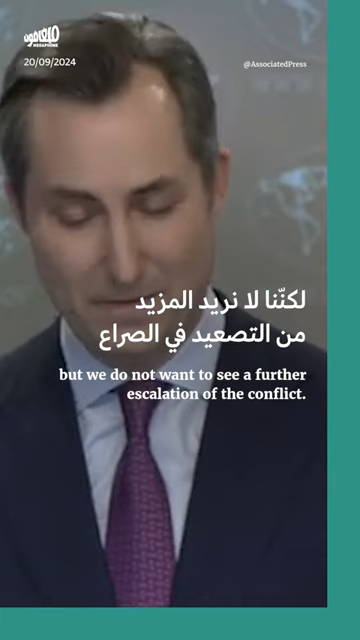 ميغافون
MEGAPHONE
20/09/2024
@AssociatedPress
لكنّنا لا نريد المزيد
من التصعيد في الصراع
but we do not want to see a further
escalation of the conflict.